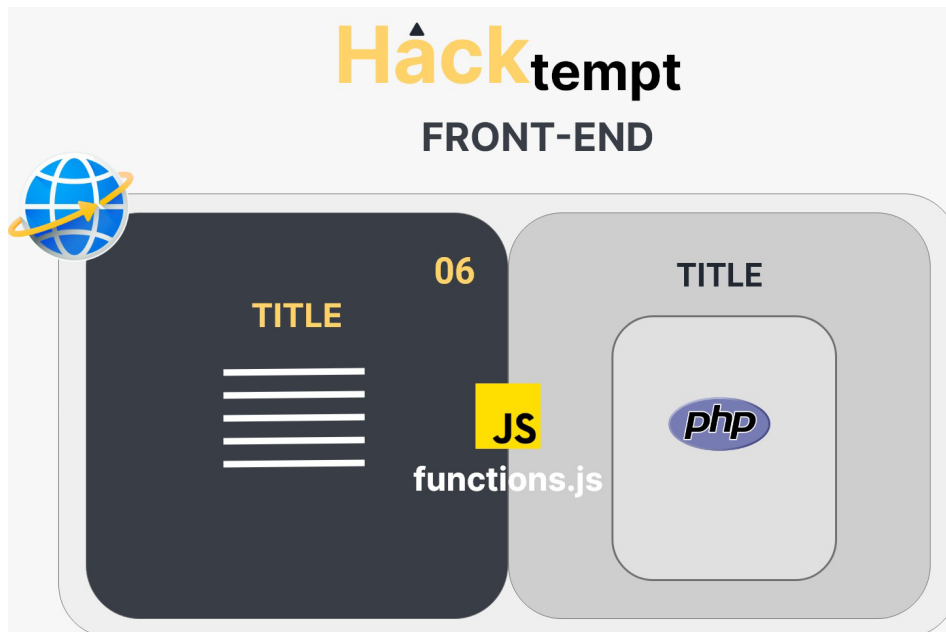 Hacktempt
FRONT-END
06
TITLE
TITLE
JS
functions.js
php